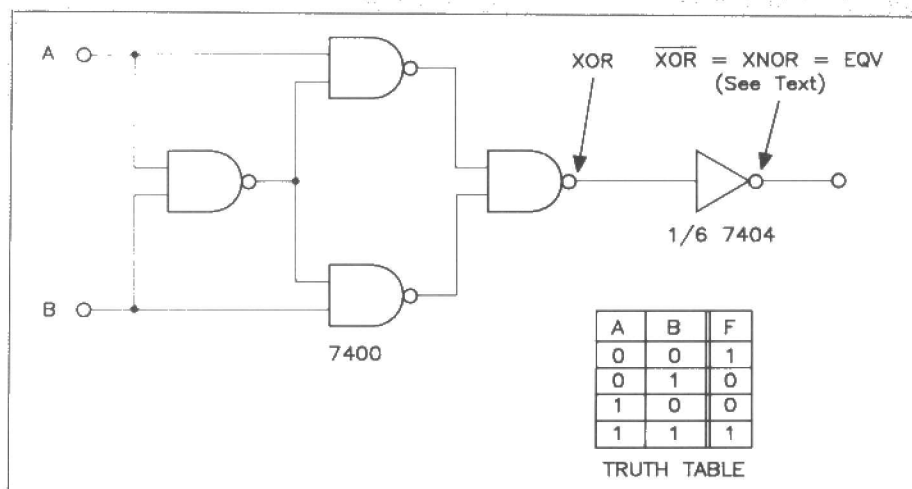 A
XOR
X̅O̅R̅ = XNOR = EQV
(See Text)
1/6 7404
B
7400
A B F
0 0 1
0 1 0
1 0 0
1 1 1
TRUTH TABLE